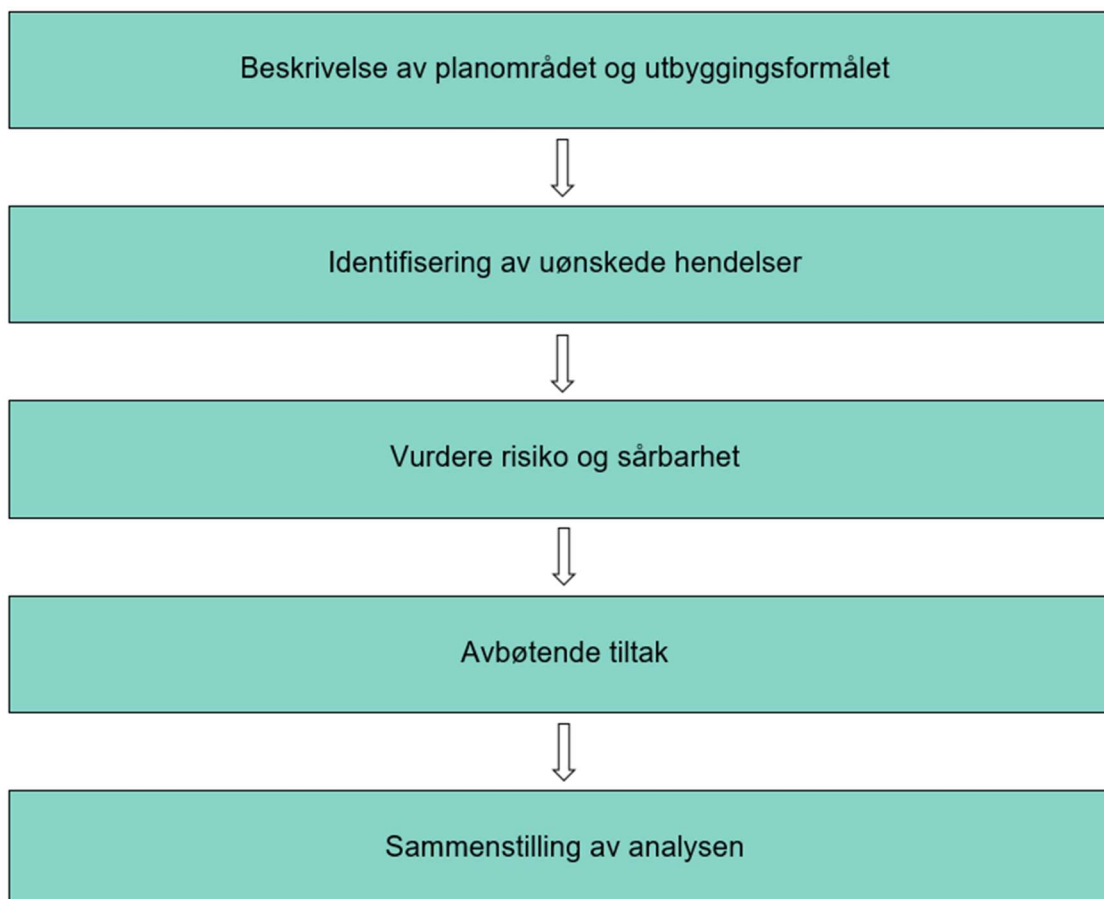 Beskrivelse av planområdet og utbyggingsformålet
Identifisering av uønskede hendelser
Vurdere risiko og sårbarhet
Avbøtende tiltak
Sammenstilling av analysen